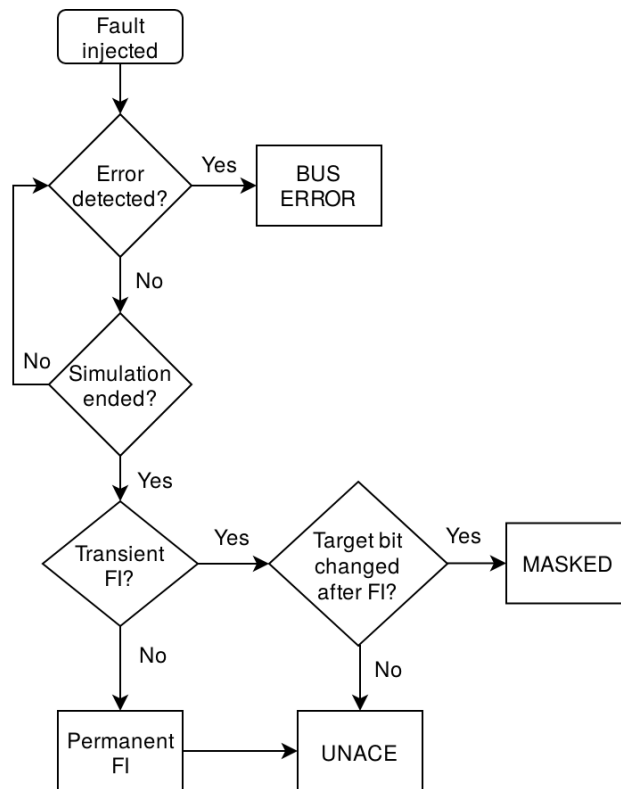 Fault
injected
Error
detected?
Yes
BUS
ERROR
No
No
Simulation
ended?
Yes
Transient
FI?
Yes
Target bit
changed
after FI?
Yes
MASKED
No
No
Permanent
FI
UNACE